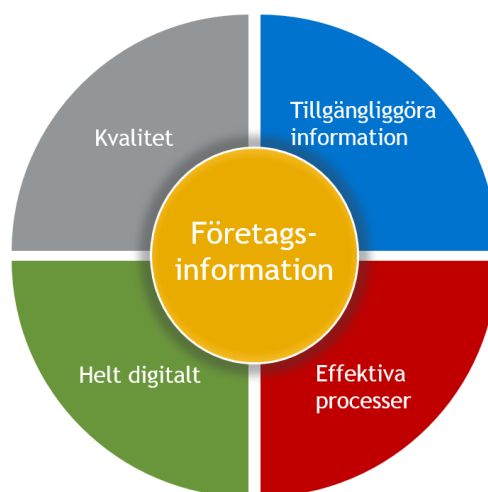 Kvalitet
Tillgängliggöra
information
Företags-
information
Helt digitalt
Effektiva
processer